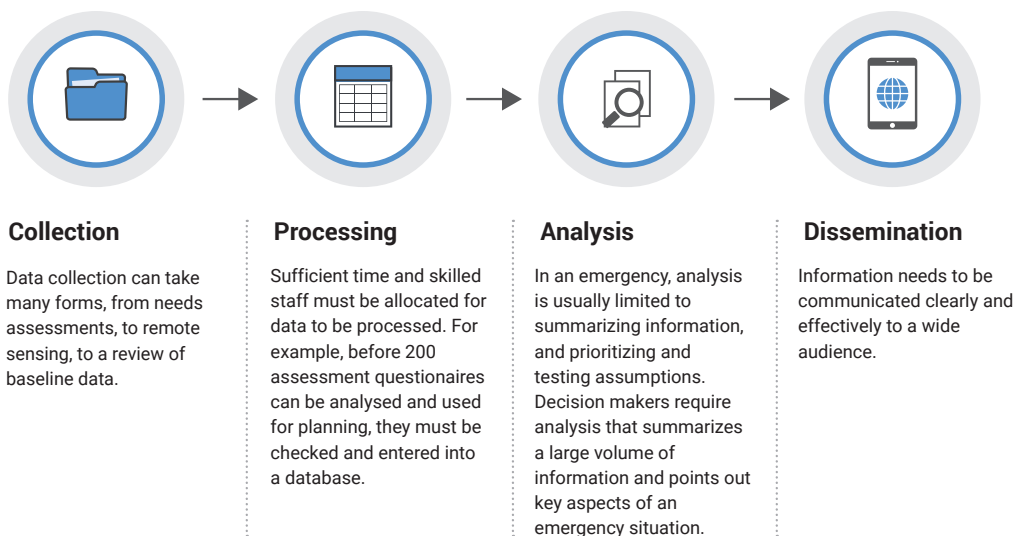 Collection
Data collection can take
many forms, from needs
assessments, to remote
sensing, to a review of
baseline data.
Processing
Sufficient time and skilled
staff must be allocated for
data to be processed. For
example, before 200
assessment questionaires
can be analysed and used
for planning, they must be
checked and entered into
a database.
Analysis
In an emergency, analysis
is usually limited to
summarizing information,
and prioritizing and
testing assumptions.
Decision makers require
analysis that summarizes
a large volume of
information and points out
key aspects of an
emergency situation.
Dissemination
Information needs to be
communicated clearly and
effectively to a wide
audience.